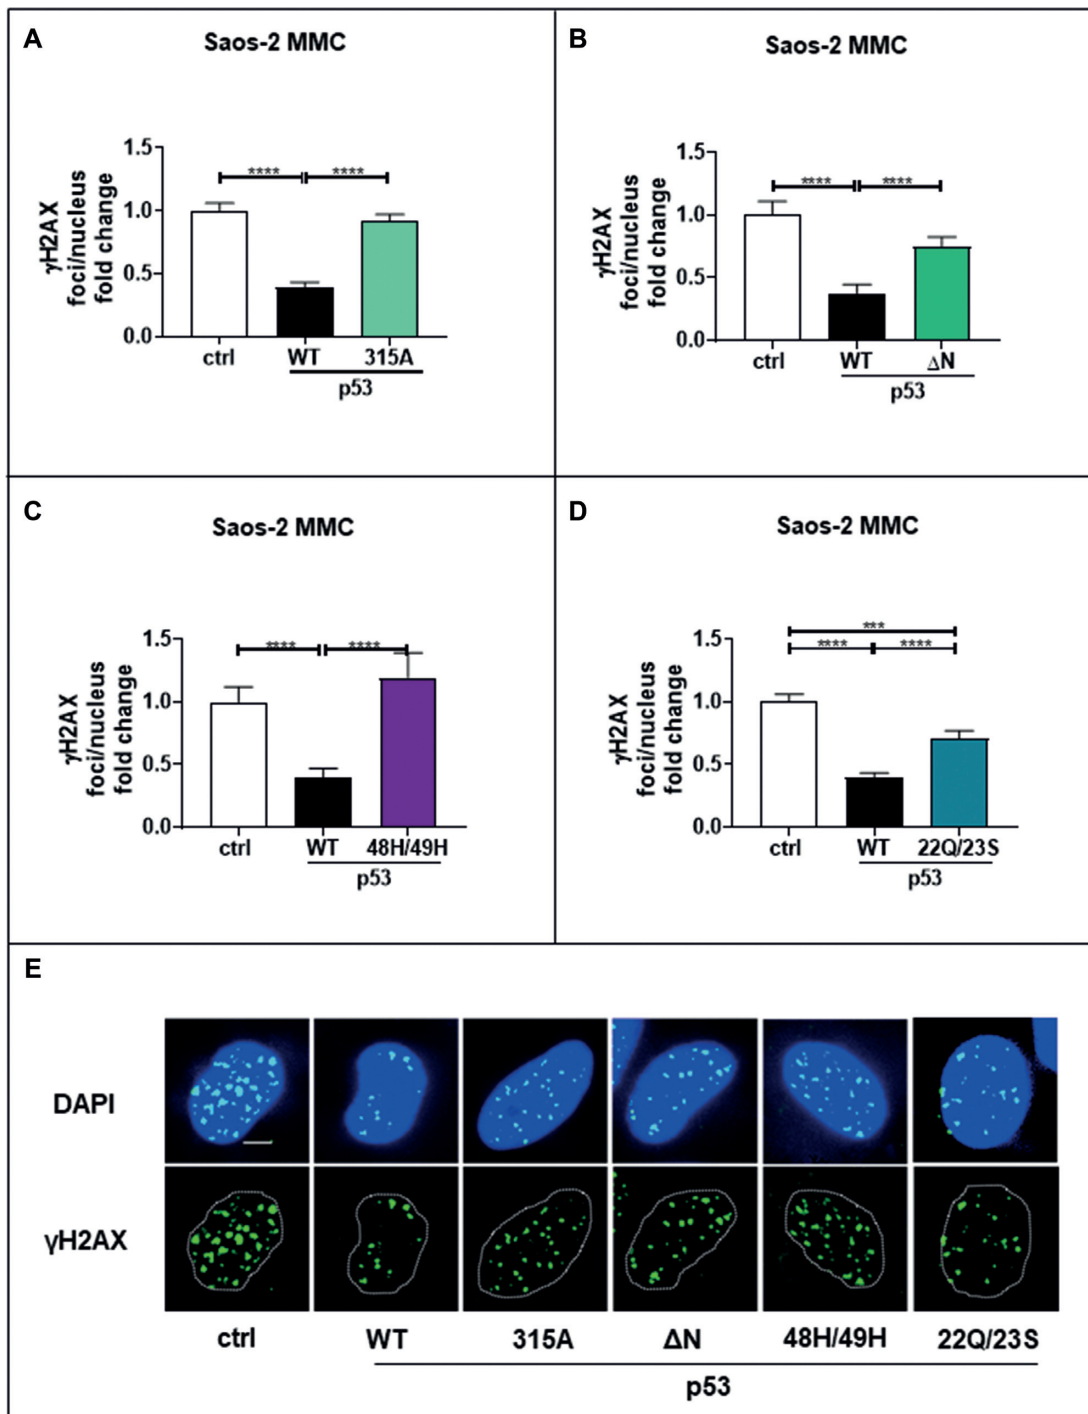 A
Saos-2 MMC
γH2AX
foci/nucleus
fold change
1.5
1.0
0.5
0.0
**** ****
ctrl WT 315A
p53
B
Saos-2 MMC
γH2AX
foci/nucleus
fold change
1.5
1.0
0.5
0.0
**** ****
ctrl WT ΔN
p53
C
Saos-2 MMC
γH2AX
foci/nucleus
fold change
1.5
1.0
0.5
0.0
**** ****
ctrl WT 48H/49H
p53
D
Saos-2 MMC
γH2AX
foci/nucleus
fold change
1.5
1.0
0.5
0.0
***
**** ****
ctrl WT 22Q/23S
p53
E
DAPI
γH2AX
ctrl WT 315A ΔN 48H/49H 22Q/23S
p53